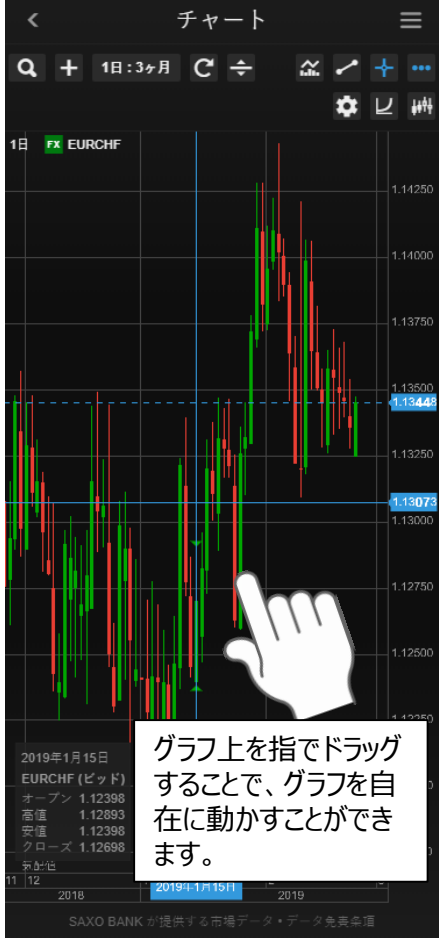 チャート
1日:3ヶ月
1日 FX EURCHF
1.14250
1.14000
1.13750
1.13500
1.13448
1.13250
1.13073
1.13000
1.12750
1.12500
1.12250
2019年1月15日
EURCHF (ビッド)
オープン 1.12398
高値 1.12893
安値 1.12398
クローズ 1.12698
気配値
グラフ上を指でドラッグ
することで、グラフを自
在に動かすことができ
ます。
11 12
2018 2019年1月15日 2019
SAXO BANK が提供する市場データ・データ免責条項